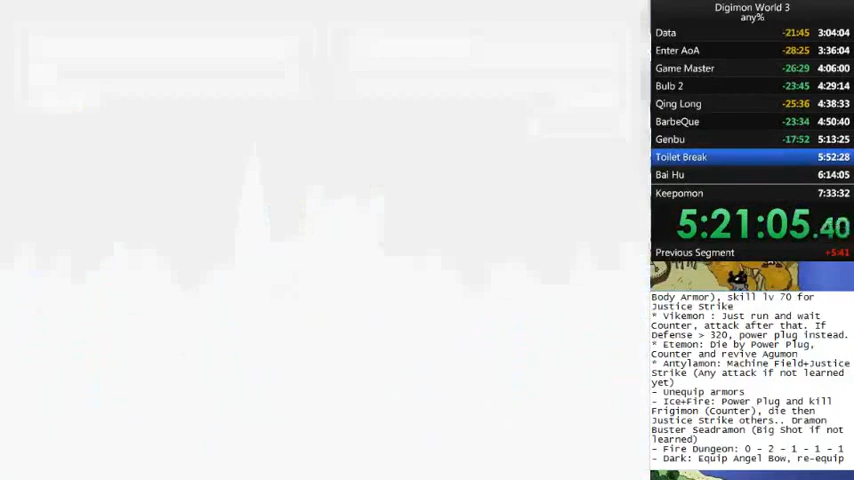 Digimon World 3
any%
Data -21:45 3:04:04
Enter AoA -28:25 3:36:04
Game Master -26:29 4:06:00
Bulb 2 -23:45 4:29:14
Qing Long -25:36 4:38:33
BarbeQue -23:34 4:50:40
Genbu -17:52 5:13:25
Toilet Break 5:52:28
Bai Hu 6:14:05
Keepomon 7:33:32
5:21:05.40
Previous Segment +5:41
Body Armor), skill lv 70 for
Justice Strike
* Vikemon : Just run and wait
Counter, attack after that. If
Defense > 320, power plug instead.
* Etemon: Die by Power Plug,
Counter and revive Agumon
* Antylamon: Machine Field+Justice
Strike (Any attack if not learned
yet)
- Unequip armors
- Ice+Fire: Power Plug and kill
Frigimon (Counter), die then
Justice Strike others.. Dramon
Buster Seadramon (Big Shot if not
learned)
- Fire Dungeon: 0 - 2 - 1 - 1 - 1
- Dark: Equip Angel Bow, re-equip